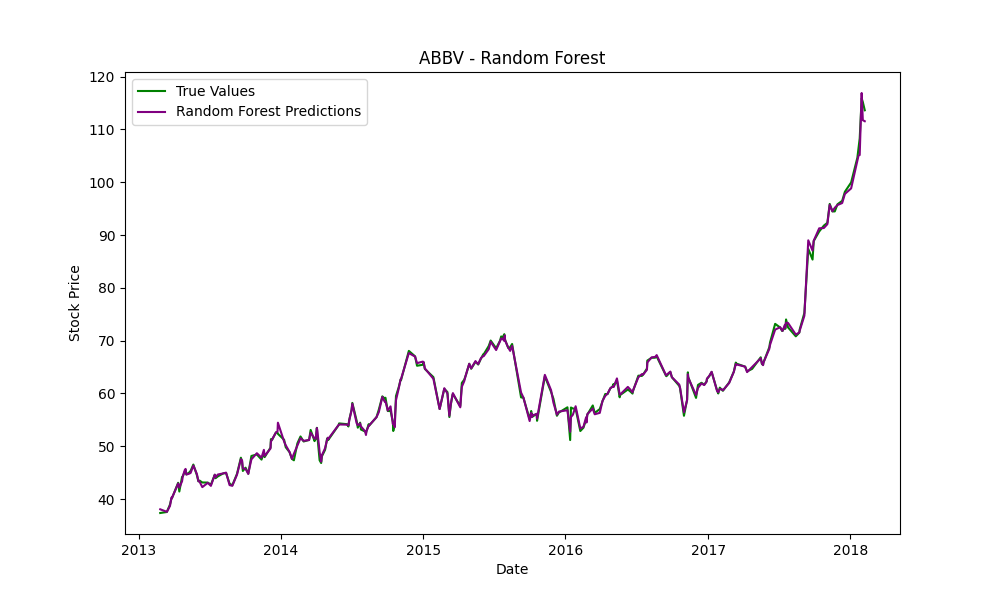 ABBV - Random Forest
True Values
Random Forest Predictions
Stock Price
120
110
100
90
80
70
60
50
40
2013 2014 2015 2016 2017 2018
Date